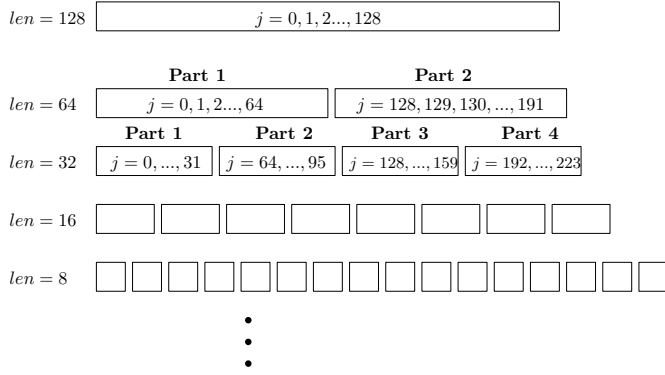 len = 128 j = 0, 1, 2..., 128
Part 1 Part 2
len = 64 j = 0, 1, 2..., 64 j = 128, 129, 130, ..., 191
Part 1 Part 2 Part 3 Part 4
len = 32 j = 0, ..., 31 j = 64, ..., 95 j = 128, ..., 159 j = 192, ..., 223
len = 16
len = 8